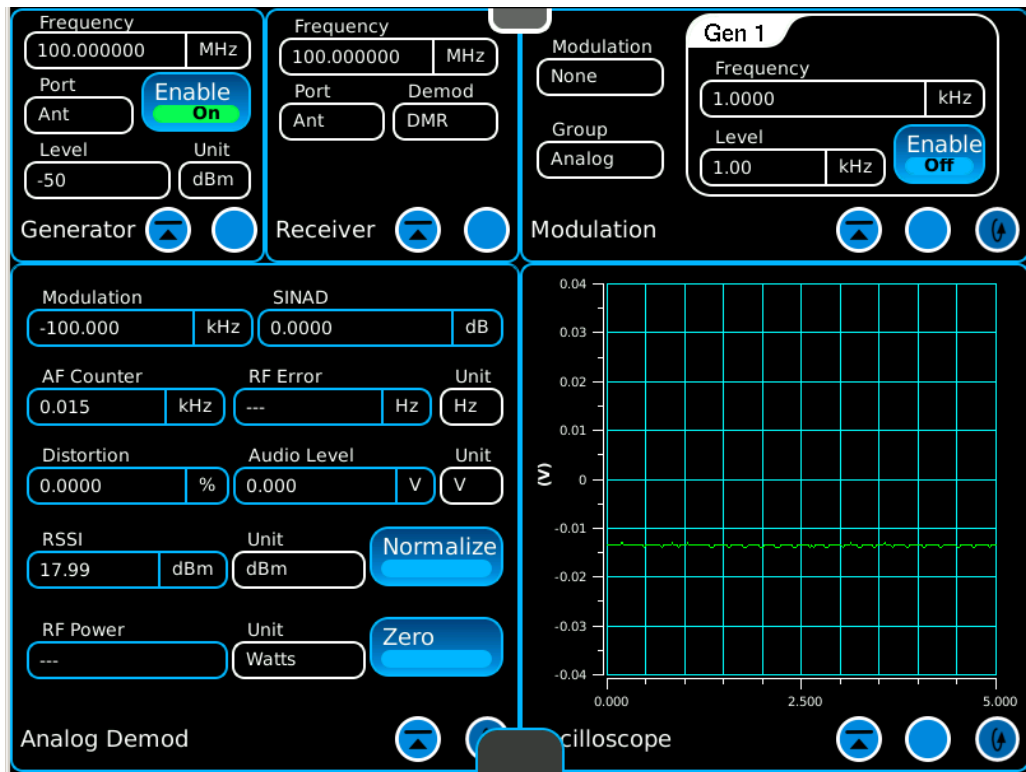 Frequency
100.000000 MHz
Port
Ant
Enable
On
Level Unit
-50 dBm
Generator
Frequency
100.000000 MHz
Port Demod
Ant DMR
Receiver
Modulation
None
Group
Analog
Gen 1
Frequency
1.0000 kHz
Level
1.00 kHz
Enable
Off
Modulation
Modulation SINAD
-100.000 kHz 0.0000 dB
AF Counter RF Error Unit
0.015 kHz --- Hz Hz
Distortion Audio Level Unit
0.0000 % 0.000 V V
RSSI Unit
17.99 dBm dBm
Normalize
RF Power Unit
--- Watts
Zero
Analog Demod
0.04
0.03
0.02
0.01
(V)
0
-0.01
-0.02
-0.03
-0.04
0.000 2.500 5.000
cilloscope